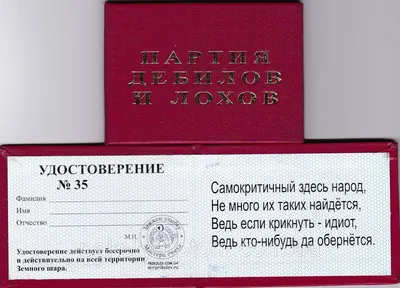 ПАРТИЯ
ДЕБИЛОВ
И ЛОХОВ
УДОСТОВЕРЕНИЕ
№ 35
Фамилия
Имя
Отчество
М.П.
Удостоверение действует бессрочно
и действительно на всей территории
Земного шара.
Самокритичный здесь народ,
Не много их таких найдётся,
Ведь если крикнуть - идиот,
Ведь кто-нибудь да обернётся.